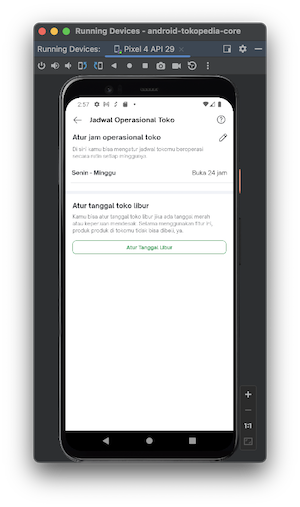 Running Devices - android-tokopedia-core
Running Devices:
Pixel 4 API 29
2:57
Jadwal Operasional Toko
Atur jam operasional toko
Di sini kamu bisa mengatur jadwal tokomu beroperasi
secara rutin setiap minggunya.
Senin - Minggu
Buka 24 jam
Atur tanggal toko libur
Kamu bisa atur tanggal toko libur jika ada tanggal merah
atau keperluan mendesak. Selama menggunakan fitur ini,
produk-produk di tokomu tidak bisa dibeli, ya.
Atur Tanggal Libur
1:1